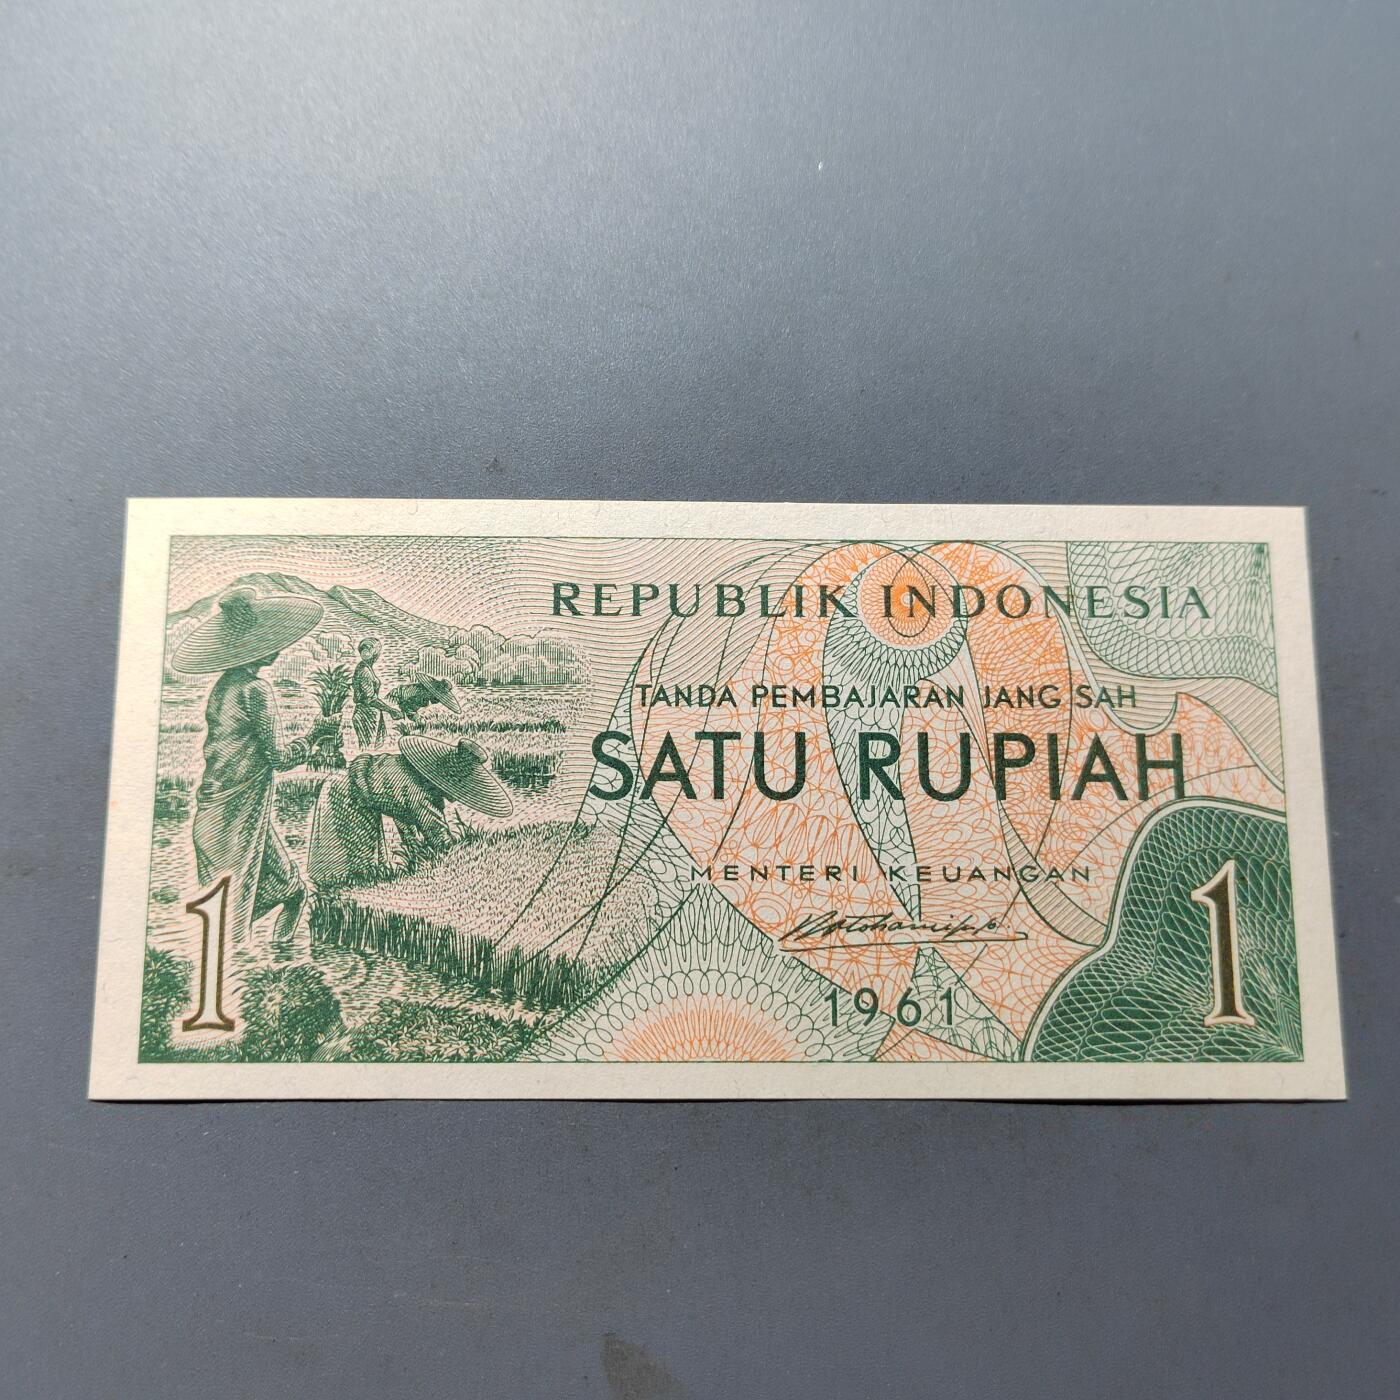 REPUBLIK INDONESIA
TANDA PEMBAJARAN JANG SAH
SATU RUPIAH
MENTERI KEUANGAN
1961
1
1